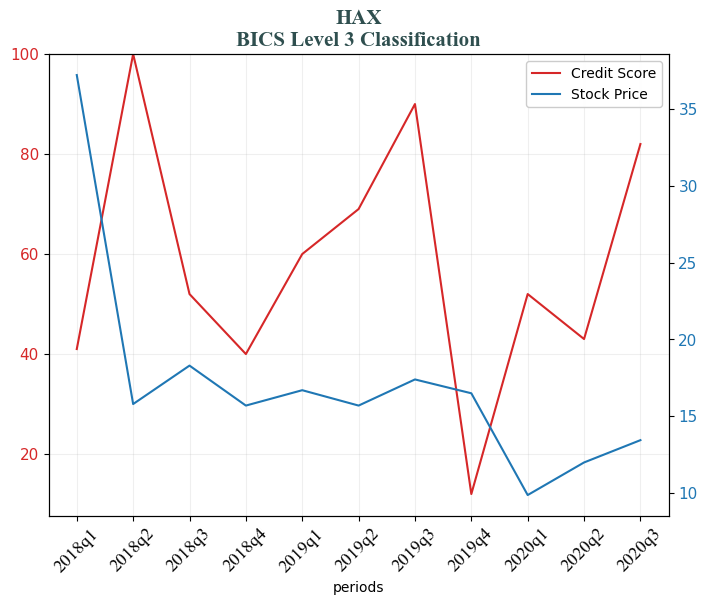 HAX
BICS Level 3 Classification
Credit Score
Stock Price
100
80
60
40
20
35
30
25
20
15
10
2018q1
2018q2
2018q3
2018q4
2019q1
2019q2
2019q3
2019q4
2020q1
2020q2
2020q3
periods